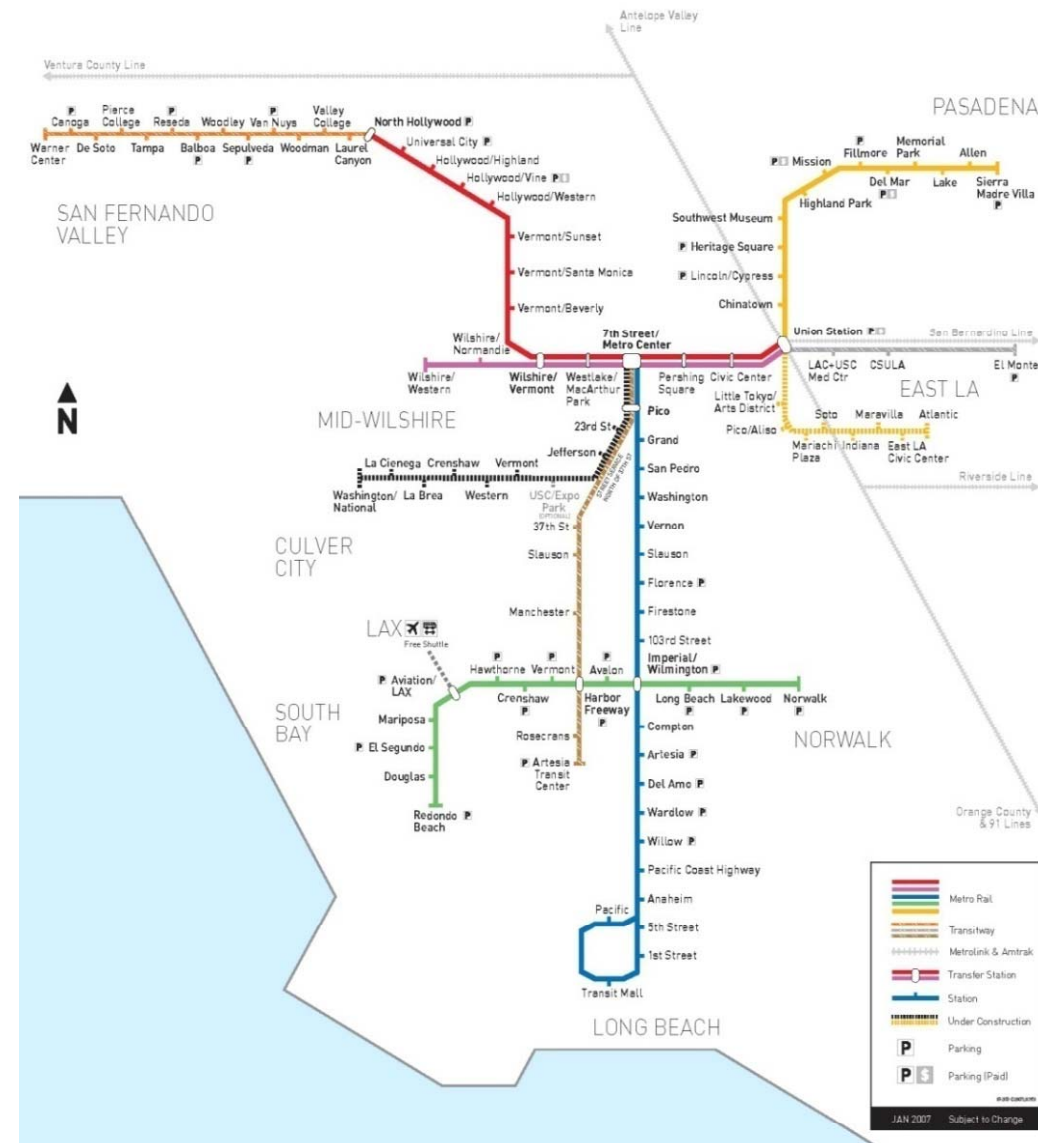 Antelope Valley
Line
Ventura County Line
PASADENA
Canoga
Pierce
College
Reseda
Woodley
Van Nuys
Valley
College
North Hollywood P
Warner
Center
De Soto
Tampa
Balboa
Sepulveda
Woodman
Laurel
Canyon
Universal City P
Hollywood/Highland
Hollywood/Vine P $
Hollywood/Western
SAN FERNANDO
VALLEY
Vermont/Sunset
Vermont/Santa Monica
Vermont/Beverly
P $ Mission
Fillmore
Memorial
Park
Allen
Highland Park
Del Mar
P $
Lake
Sierra
Madre Villa
P
Southwest Museum
P Heritage Square
P Lincoln/Cypress
Chinatown
Union Station P $
San Bernardino Line
7th Street/
Metro Center
Wilshire/
Normandie
Wilshire/
Western
Wilshire/
Vermont
Westlake/
MacArthur
Park
Pershing
Square
Civic Center
LAC+USC
Med Ctr
CSULA
El Monte
P
EAST LA
N
MID-WILSHIRE
Little Tokyo/
Arts District
Pico/Aliso
Soto
Maravilla
Atlantic
Mariachi
Plaza
Indiana
East LA
Civic Center
Riverside Line
Pico
23rd St
Jefferson
STREET SERVICE
NORTH OF 37TH ST
Grand
San Pedro
Washington
Vernon
Slauson
Florence P
Firestone
103rd Street
Imperial/
Wilmington P
La Cienega
Crenshaw
Vermont
Washington/
National
La Brea
Western
USC/Expo
Park
(OPTIONAL)
37th St
Slauson
Manchester
CULVER
CITY
LAX
Free Shuttle
P Aviation/
LAX
Hawthorne
Vermont
Avalon
Crenshaw
P
Harbor
Freeway
P
Long Beach
P
Lakewood
P
Norwalk
P
SOUTH
BAY
Mariposa
P El Segundo
Douglas
Redondo P
Beach
Rosecrans
P Artesia
Transit
Center
NORWALK
Compton
Artesia P
Del Amo P
Wardlow P
Willow P
Pacific Coast Highway
Anaheim
Pacific
5th Street
1st Street
Transit Mall
LONG BEACH
Orange County
& 91 Lines
Metro Rail
Transitway
Metrolink & Amtrak
Transfer Station
Station
Under Construction
P Parking
P $ Parking (Paid)
JAN 2007 Subject to Change